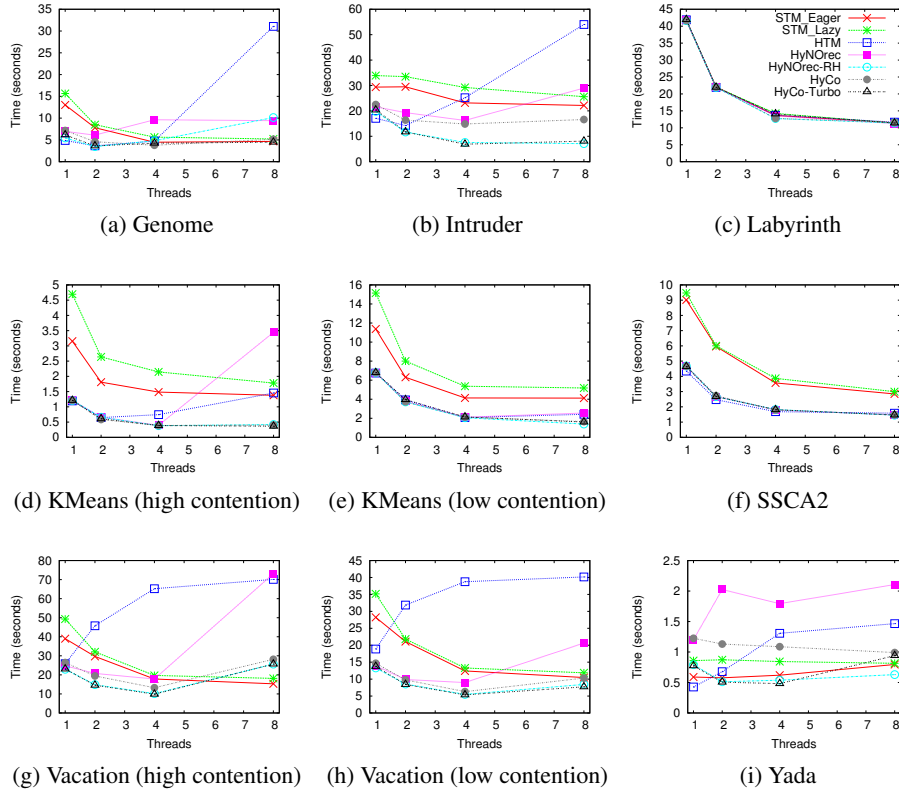 35
30
25
20
15
10
5
0
Time (seconds)
1 2 3 4 5 6 7 8
Threads
(a) Genome
60
50
40
30
20
10
0
Time (seconds)
1 2 3 4 5 6 7 8
Threads
(b) Intruder
45
40
35
30
25
20
15
10
5
0
Time (seconds)
STM_Eager
STM_Lazy
HTM
HyNOrec
HyNOrec-RH
HyCo
HyCo-Turbo
1 2 3 4 5 6 7 8
Threads
(c) Labyrinth
5
4.5
4
3.5
3
2.5
2
1.5
1
0.5
0
Time (seconds)
1 2 3 4 5 6 7 8
Threads
(d) KMeans (high contention)
16
14
12
10
8
6
4
2
0
Time (seconds)
1 2 3 4 5 6 7 8
Threads
(e) KMeans (low contention)
10
9
8
7
6
5
4
3
2
1
0
Time (seconds)
1 2 3 4 5 6 7 8
Threads
(f) SSCA2
80
70
60
50
40
30
20
10
0
Time (seconds)
1 2 3 4 5 6 7 8
Threads
(g) Vacation (high contention)
45
40
35
30
25
20
15
10
5
0
Time (seconds)
1 2 3 4 5 6 7 8
Threads
(h) Vacation (low contention)
2.5
2
1.5
1
0.5
0
Time (seconds)
1 2 3 4 5 6 7 8
Threads
(i) Yada